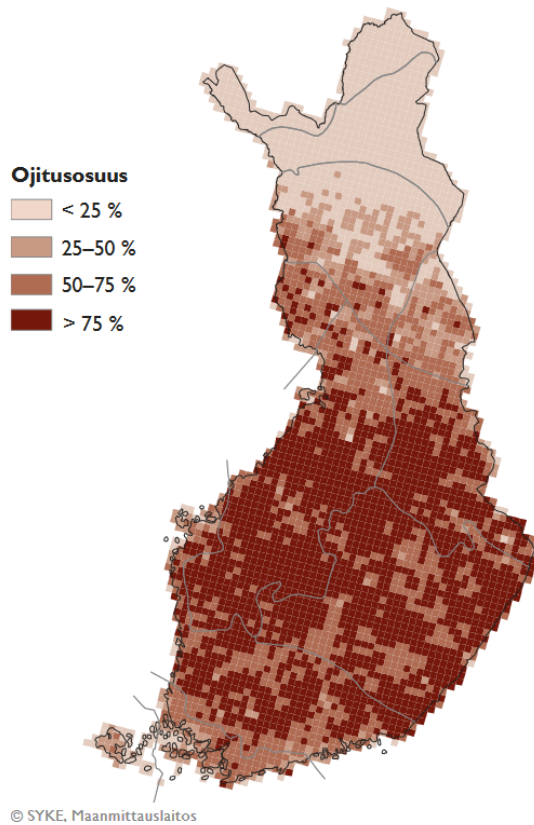 Ojitusosuus
< 25 %
25–50 %
50–75 %
> 75 %
© SYKE, Maanmittauslaitos